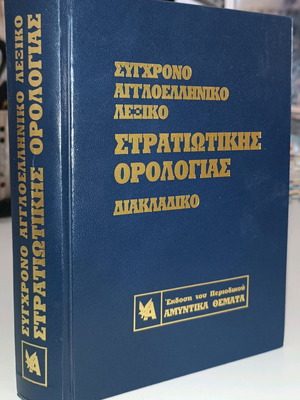 ΣΥΓΧΡΟΝΟ
ΑΓΓΛΟΕΛΛΗΝΙΚΟ
ΛΕΞΙΚΟ
ΣΤΡΑΤΙΩΤΙΚΗΣ
ΟΡΟΛΟΓΙΑΣ
ΔΙΑΚΛΑΔΙΚΟ
Έκδοση του Περιοδικού
ΑΜΥΝΤΙΚΑ ΘΕΜΑΤΑ
ΣΥΓΧΡΟΝΟ ΑΓΓΛΟΕΛΛΗΝΙΚΟ ΛΕΞΙΚΟ
ΣΤΡΑΤΙΩΤΙΚΗΣ ΟΡΟΛΟΓΙΑΣ